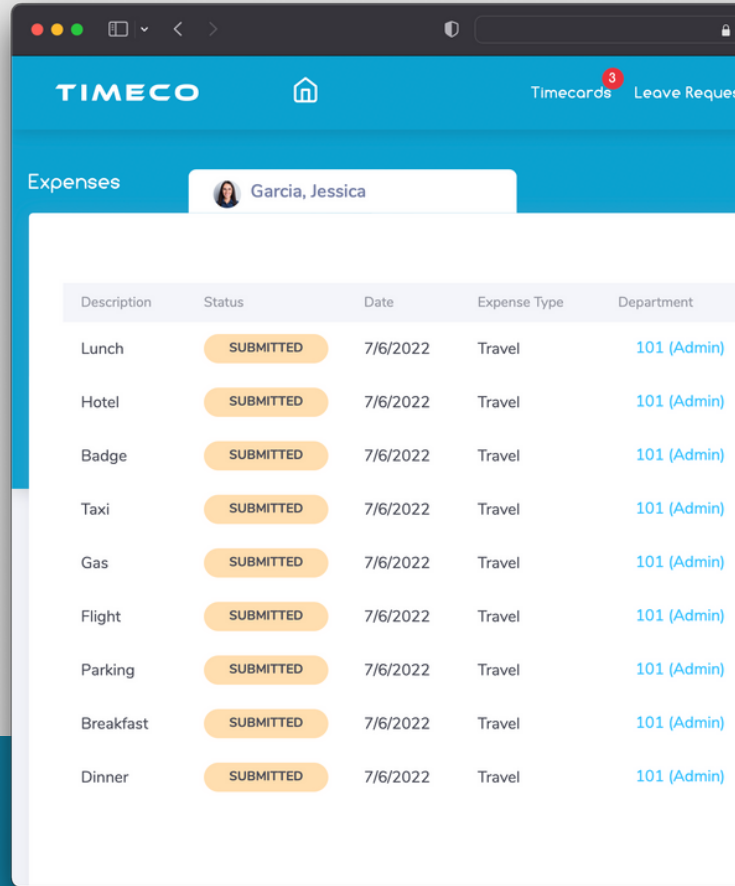 TIMECO
3
Timecards Leave Reques
Expenses
Garcia, Jessica
Description Status Date Expense Type Department
Lunch SUBMITTED 7/6/2022 Travel 101 (Admin)
Hotel SUBMITTED 7/6/2022 Travel 101 (Admin)
Badge SUBMITTED 7/6/2022 Travel 101 (Admin)
Taxi SUBMITTED 7/6/2022 Travel 101 (Admin)
Gas SUBMITTED 7/6/2022 Travel 101 (Admin)
Flight SUBMITTED 7/6/2022 Travel 101 (Admin)
Parking SUBMITTED 7/6/2022 Travel 101 (Admin)
Breakfast SUBMITTED 7/6/2022 Travel 101 (Admin)
Dinner SUBMITTED 7/6/2022 Travel 101 (Admin)